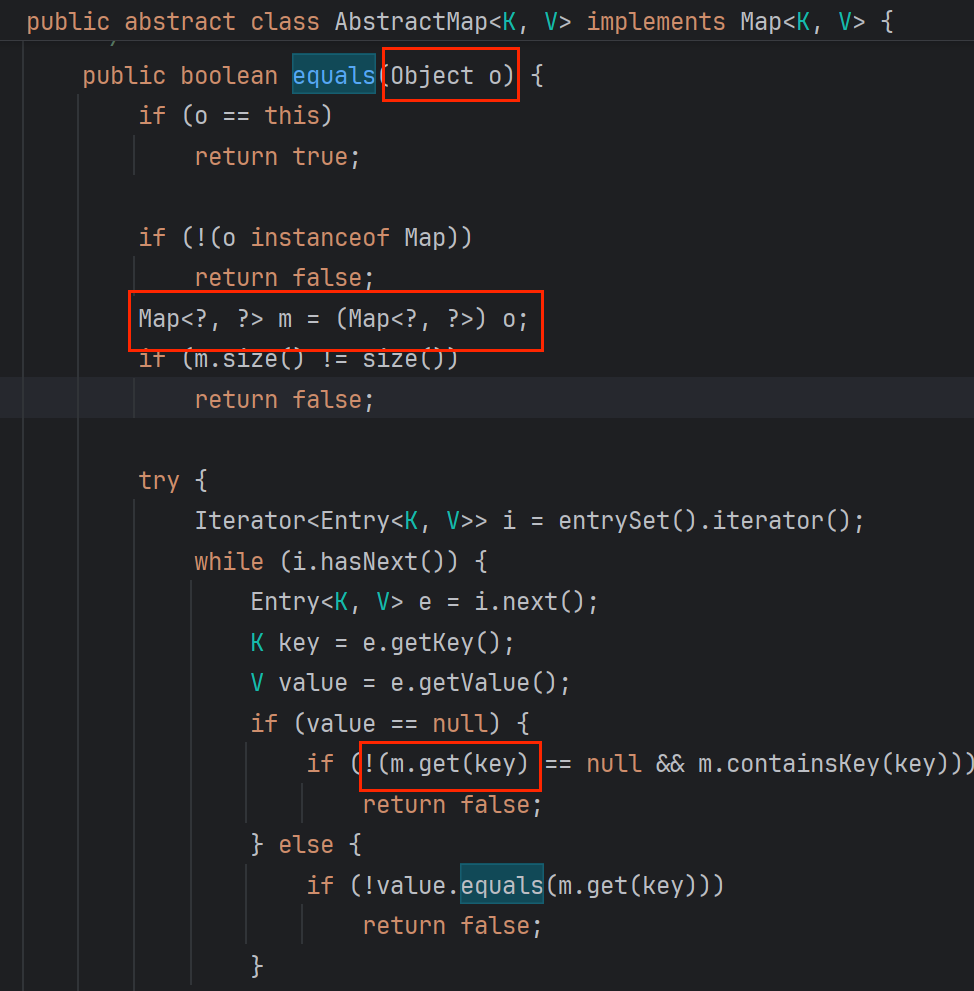 public abstract class AbstractMap<K, V> implements Map<K, V> {
public boolean equals(Object o) {
if (o == this)
return true;
if (!(o instanceof Map))
return false;
Map<?, ?> m = (Map<?, ?>) o;
if (m.size() != size())
return false;
try {
Iterator<Entry<K, V>> i = entrySet().iterator();
while (i.hasNext()) {
Entry<K, V> e = i.next();
K key = e.getKey();
V value = e.getValue();
if (value == null) {
if (!(m.get(key) == null && m.containsKey(key)))
return false;
} else {
if (!value.equals(m.get(key)))
return false;
}